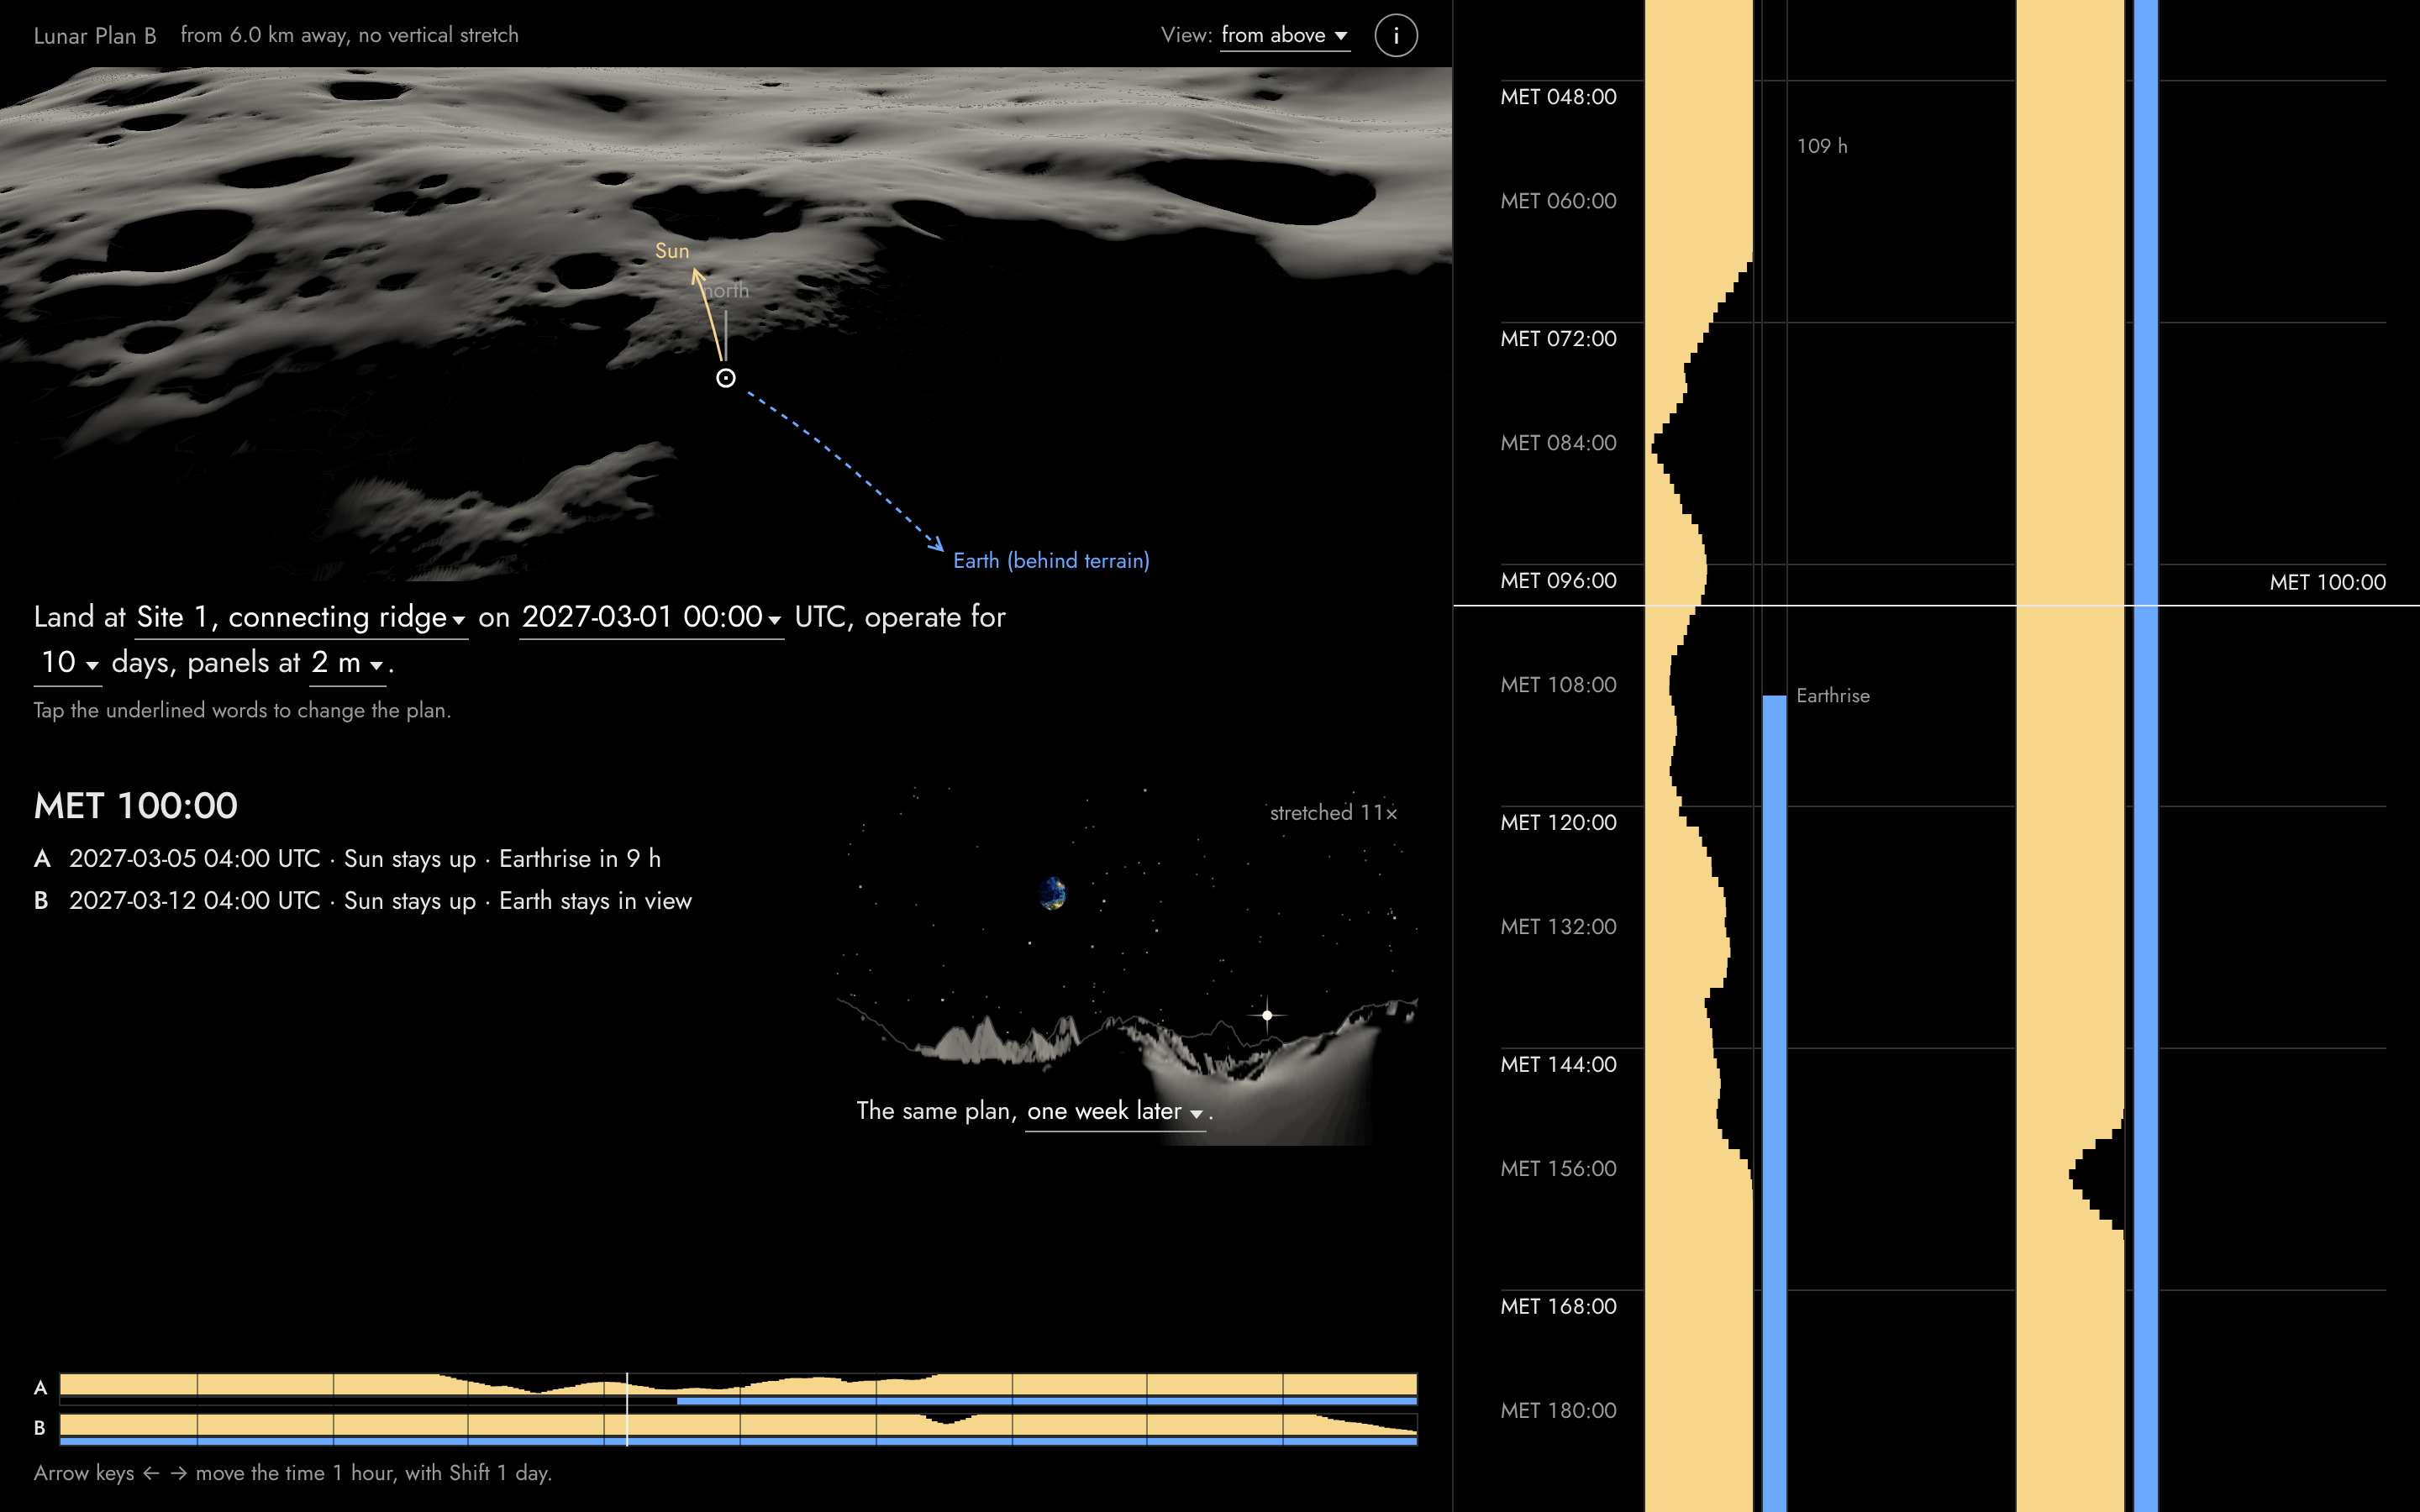 Lunar Plan B from 6.0 km away, no vertical stretch
View: from above ▾ i
Sun
north
Earth (behind terrain)
Land at Site 1, connecting ridge▾ on 2027-03-01 00:00▾ UTC, operate for
10 ▾ days, panels at 2 m ▾.
Tap the underlined words to change the plan.
MET 100:00
A 2027-03-05 04:00 UTC · Sun stays up · Earthrise in 9 h
B 2027-03-12 04:00 UTC · Sun stays up · Earth stays in view
stretched 11×
The same plan, one week later ▾.
A
B
Arrow keys ← → move the time 1 hour, with Shift 1 day.
MET 048:00
109 h
MET 060:00
MET 072:00
MET 084:00
MET 096:00
MET 100:00
MET 108:00
Earthrise
MET 120:00
MET 132:00
MET 144:00
MET 156:00
MET 168:00
MET 180:00